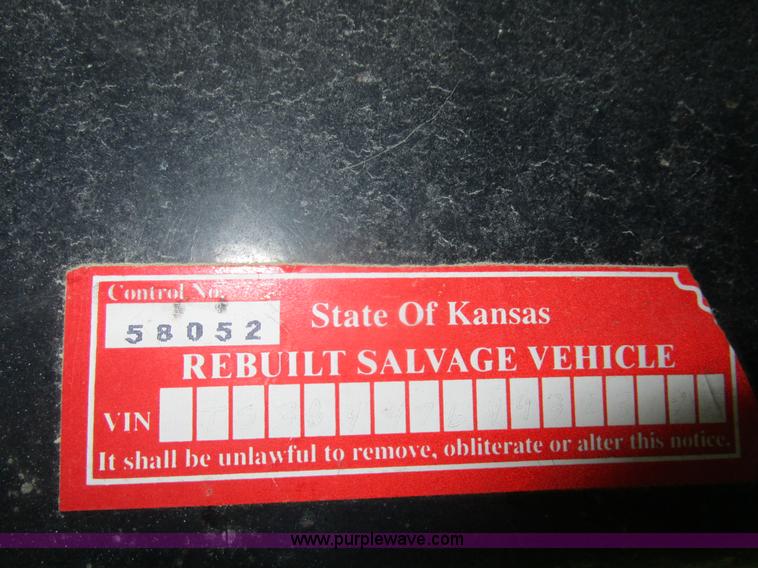 Control No.
58052
State Of Kansas
REBUILT SALVAGE VEHICLE
VIN
It shall be unlawful to remove, obliterate or alter this notice.
www.purplewave.com